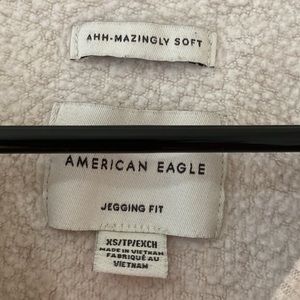 AHH-MAZINGLY SOFT
AMERICAN EAGLE
JEGGING FIT
XS/TP/EXCH
MADE IN VIETNAM
FABRIQUÉ AU
VIETNAM